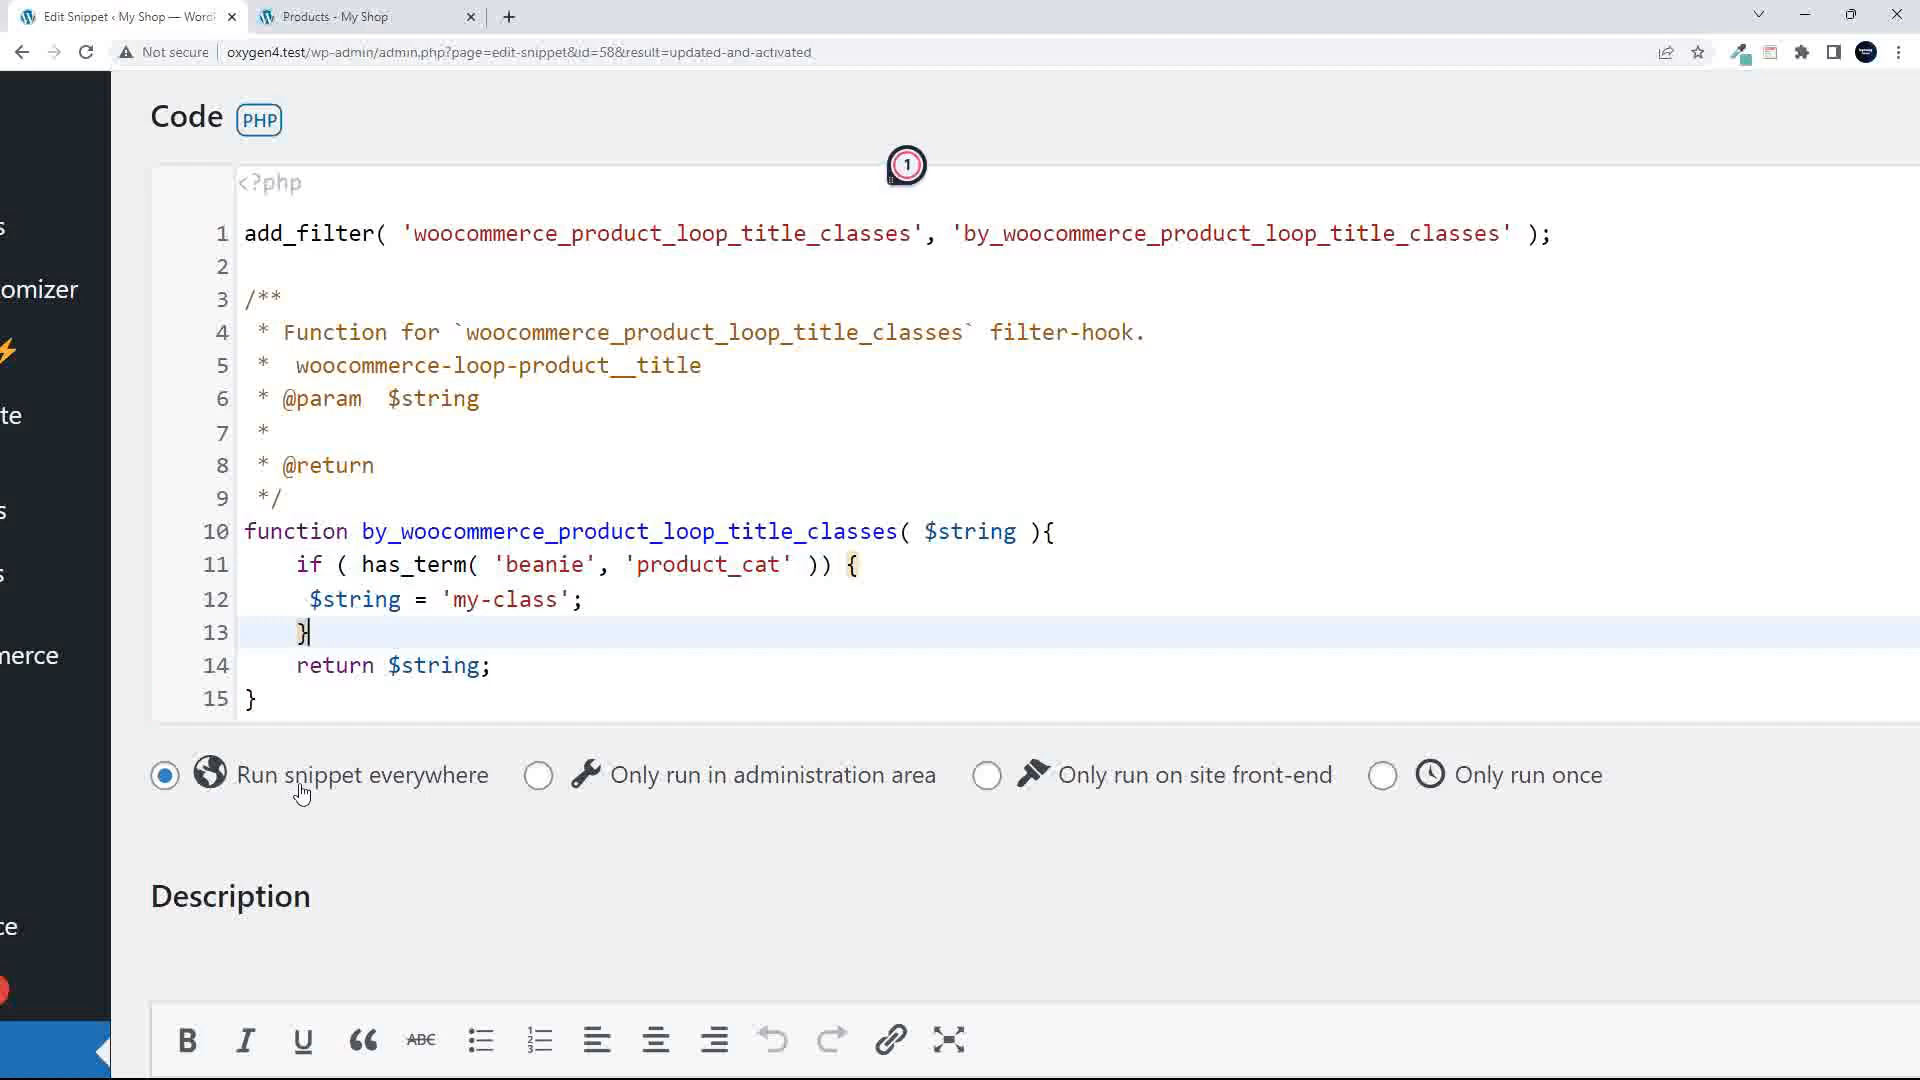 Edit Snippet ‹ My Shop — Word
Products - My Shop
Not secure
oxygen4.test/wp-admin/admin.php?page=edit-snippet&id=58&result=updated-and-activated
Code PHP
1
<?php
1 add_filter( 'woocommerce_product_loop_title_classes', 'by_woocommerce_product_loop_title_classes' );
2
3 /**
4 * Function for `woocommerce_product_loop_title_classes` filter-hook.
5 * woocommerce-loop-product__title
6 * @param $string
7 *
8 * @return
9 */
10 function by_woocommerce_product_loop_title_classes( $string ){
11 if ( has_term( 'beanie', 'product_cat' )) {
12 $string = 'my-class';
13 }
14 return $string;
15 }
s
omizer
te
s
s
merce
ce
Run snippet everywhere
Only run in administration area
Only run on site front-end
Only run once
Description
B I U ABC